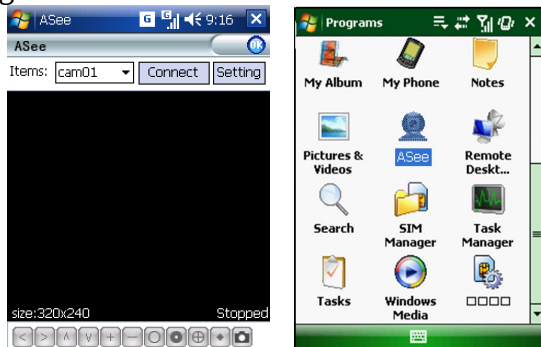 g
ASee
G
G
9:16
ASee
OK
Items:
cam01
Connect
Setting
size:320x240
Stopped
Programs
My Album
My Phone
Notes
Pictures &
Videos
ASee
Remote
Deskt...
Search
SIM
Manager
Task
Manager
Tasks
Windows
Media